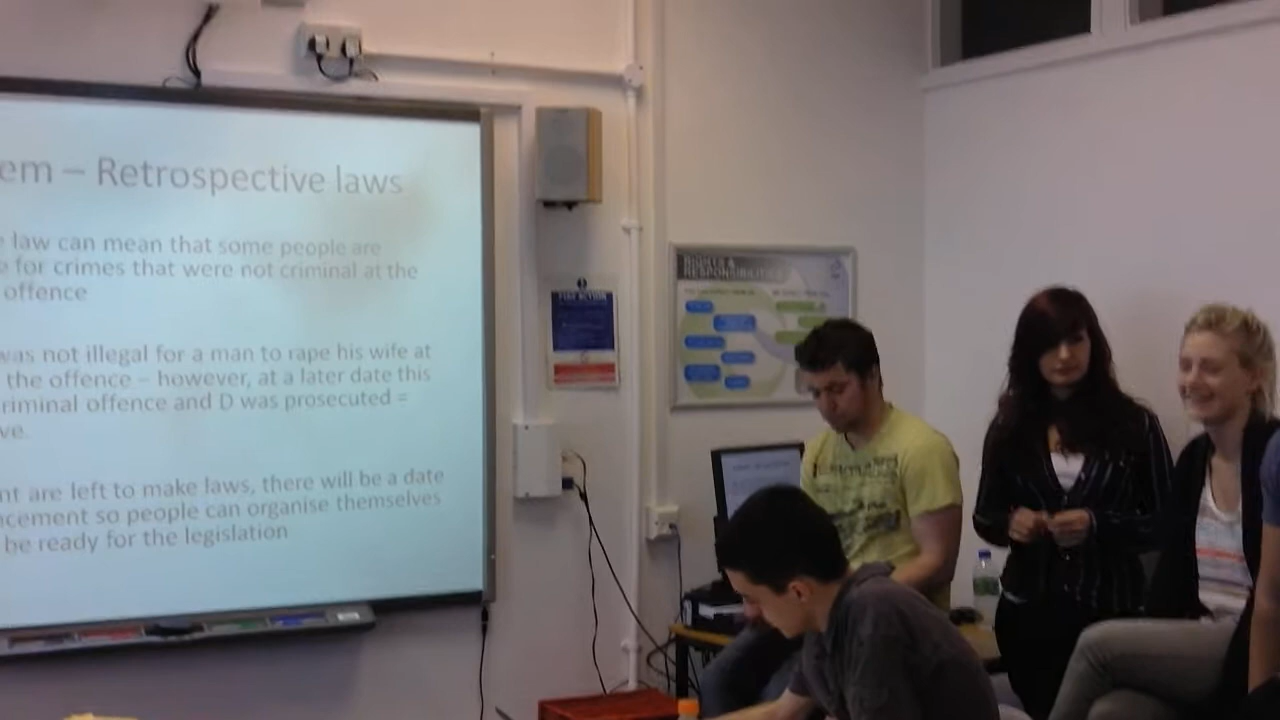 em – Retrospective laws
law can mean that some people are
for crimes that were not criminal at the
offence
was not illegal for a man to rape his wife at
the offence – however, at a later date this
riminal offence and D was prosecuted =
ve.
nt are left to make laws, there will be a date
ncement so people can organise themselves
be ready for the legislation
RIGHTS &
RESPONSIBILITIES